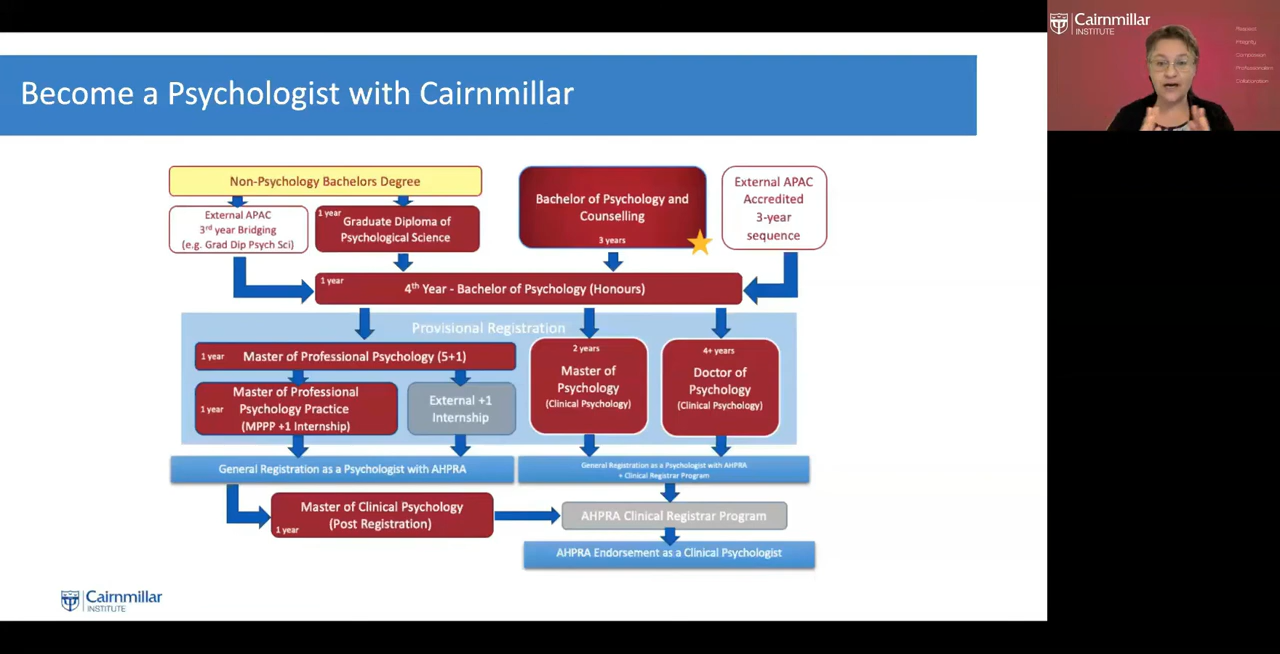 Become a Psychologist with Cairnmillar
Cairnmillar
INSTITUTE
Respect
Integrity
Compassion
Professionalism
Collaboration
Non-Psychology Bachelors Degree
External APAC
3rd year Bridging
(e.g. Grad Dip Psych Sci)
1 year
Graduate Diploma of
Psychological Science
Bachelor of Psychology and
Counselling
3 years
External APAC
Accredited
3-year
sequence
1 year
4th Year - Bachelor of Psychology (Honours)
Provisional Registration
1 year
Master of Professional Psychology (5+1)
1 year
Master of Professional
Psychology Practice
(MPPP +1 Internship)
External +1
Internship
2 years
Master of
Psychology
(Clinical Psychology)
4+ years
Doctor of
Psychology
(Clinical Psychology)
General Registration as a Psychologist with AHPRA
General Registration as a Psychologist with AHPRA
+ Clinical Registrar Program
Master of Clinical Psychology
(Post Registration)
1 year
AHPRA Clinical Registrar Program
AHPRA Endorsement as a Clinical Psychologist
Cairnmillar
INSTITUTE